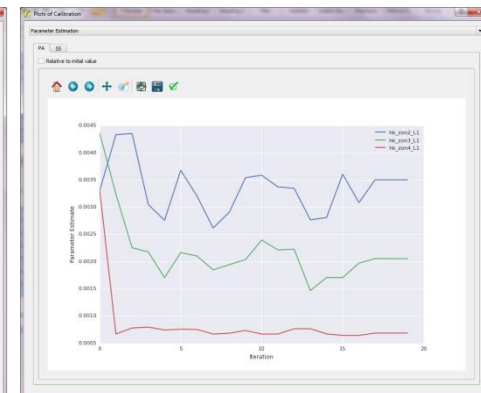 Plots of Calibration
Parameter Estimation
PA SS
Relative to initial value
0.0045
0.0040
0.0035
0.0030
0.0025
0.0020
0.0015
0.0010
0.0005
Parameter Estimate
hk_zon2_L1
hk_zon3_L1
hk_zon4_L1
0 5 10 15 20
Iteration